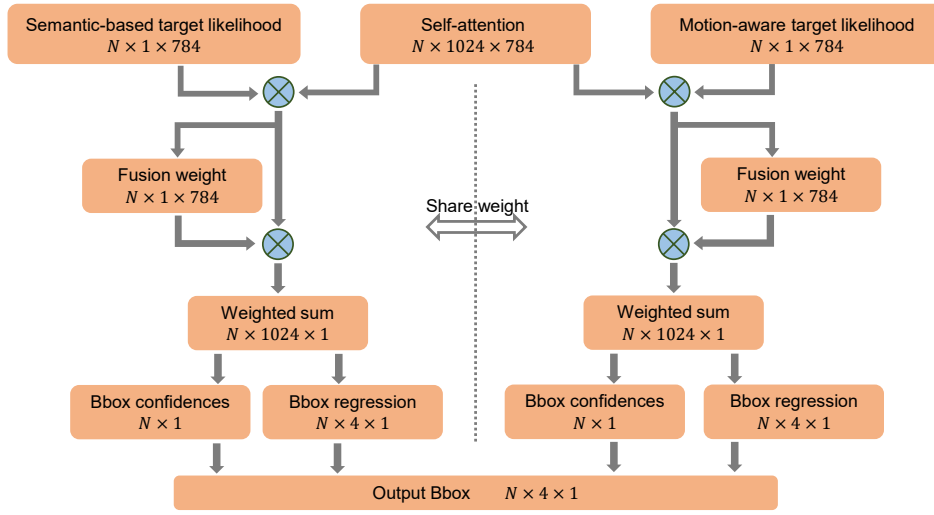 Semantic-based target likelihood
N × 1 × 784
Self-attention
N × 1024 × 784
Motion-aware target likelihood
N × 1 × 784
Fusion weight
N × 1 × 784
Share weight
Fusion weight
N × 1 × 784
Weighted sum
N × 1024 × 1
Weighted sum
N × 1024 × 1
Bbox confidences
N × 1
Bbox regression
N × 4 × 1
Bbox confidences
N × 1
Bbox regression
N × 4 × 1
Output Bbox N × 4 × 1